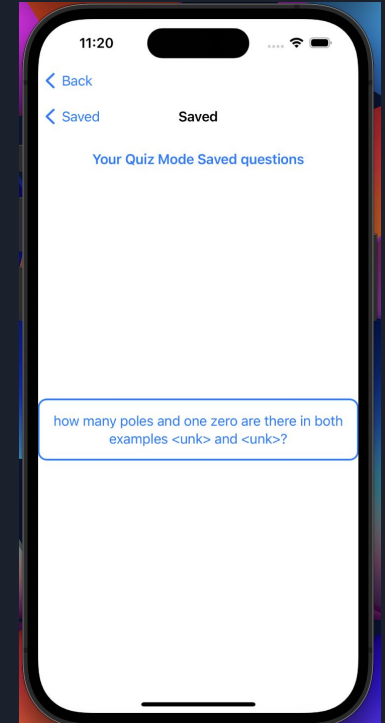 11:20
Back
Saved
Saved
Your Quiz Mode Saved questions
how many poles and one zero are there in both
examples <unk> and <unk>?